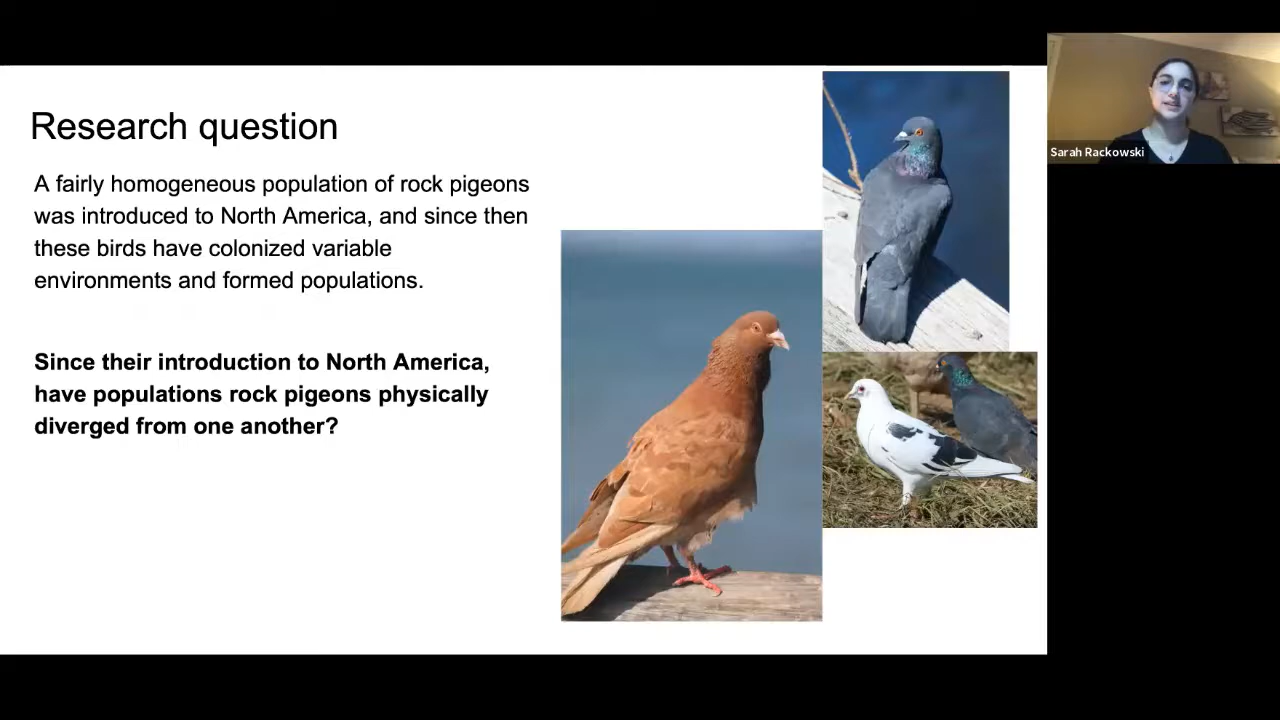 Research question
A fairly homogeneous population of rock pigeons
was introduced to North America, and since then
these birds have colonized variable
environments and formed populations.
Since their introduction to North America,
have populations rock pigeons physically
diverged from one another?
Sarah Rackowski